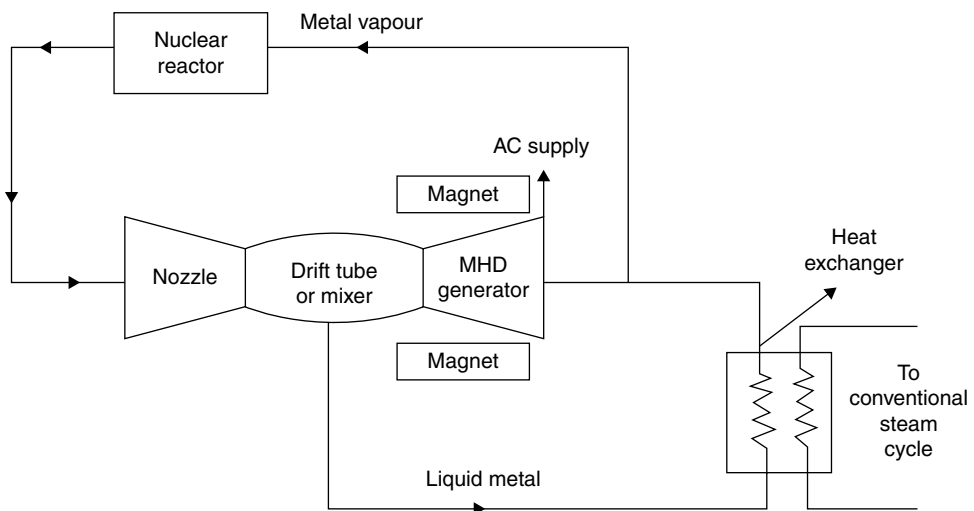 Metal vapour
Nuclear
reactor
AC supply
Magnet
Heat
exchanger
Nozzle
Drift tube
or mixer
MHD
generator
Magnet
To
conventional
steam
cycle
Liquid metal